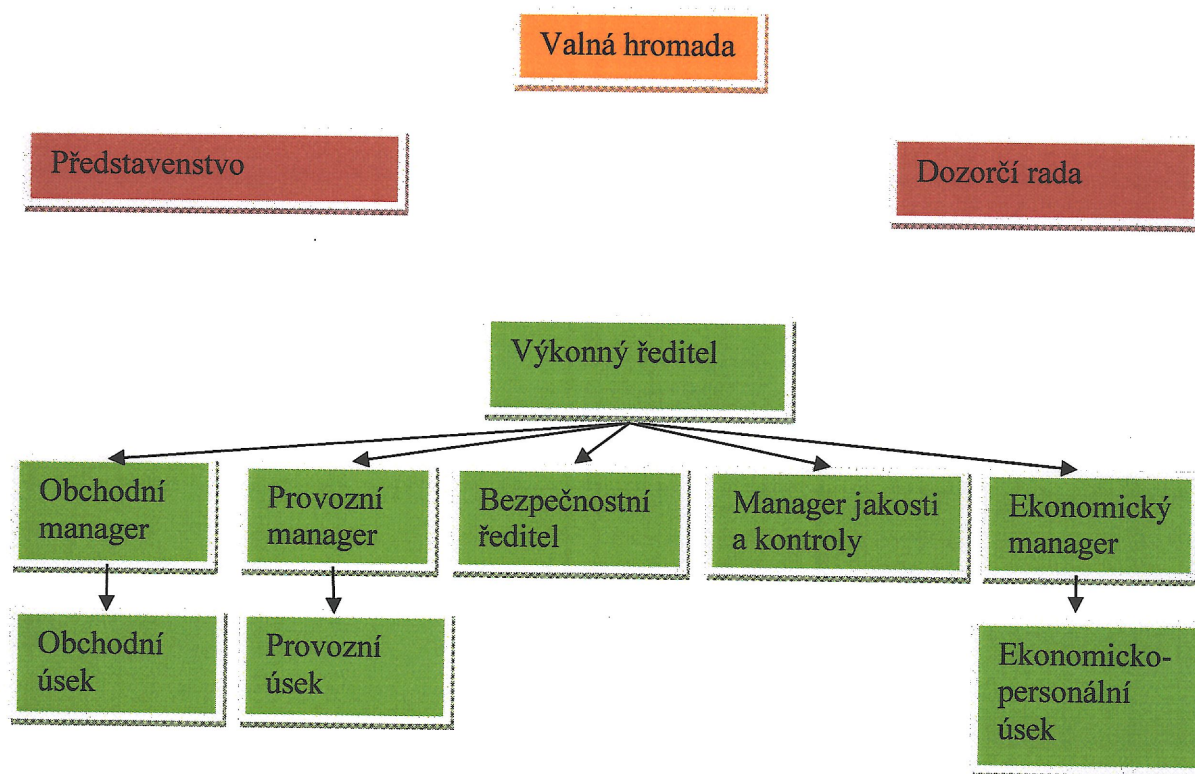 Valná hromada
Představenstvo
Dozorčí rada
Výkonný ředitel
Obchodní
manager
Provozní
manager
Bezpečnostní
ředitel
Manager jakosti
a kontroly
Ekonomický
manager
Obchodní
úsek
Provozní
úsek
Ekonomicko-
personální
úsek